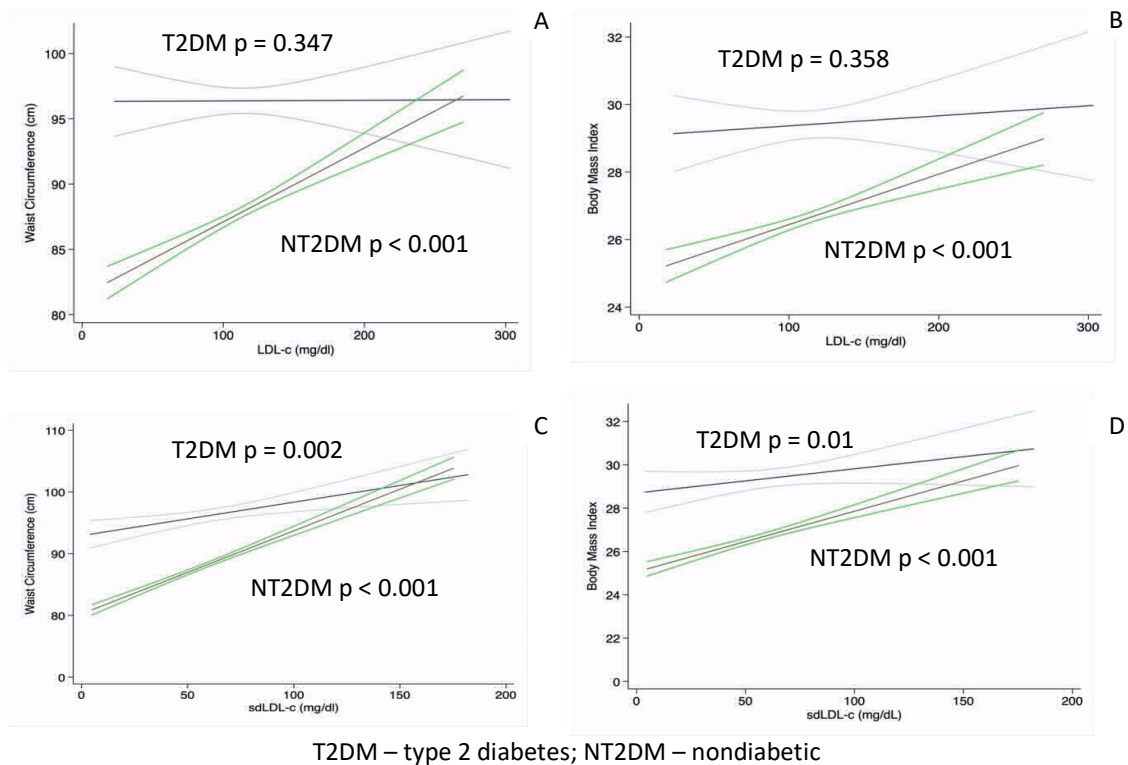 A
T2DM p = 0.347
100
95
90
85
80
Waist Circumference (cm)
NT2DM p < 0.001
0
100
200
300
LDL-c (mg/dl)
B
T2DM p = 0.358
32
30
28
26
24
Body Mass Index
NT2DM p < 0.001
0
100
200
300
LDL-c (mg/dl)
C
T2DM p = 0.002
110
100
90
80
0
Waist Circumference (cm)
NT2DM p < 0.001
0
50
100
150
200
sdLDL-c (mg/dl)
D
T2DM p = 0.01
32
30
28
26
24
22
0
Body Mass Index
NT2DM p < 0.001
0
50
100
150
200
sdLDL-c (mg/dL)
T2DM – type 2 diabetes; NT2DM – nondiabetic